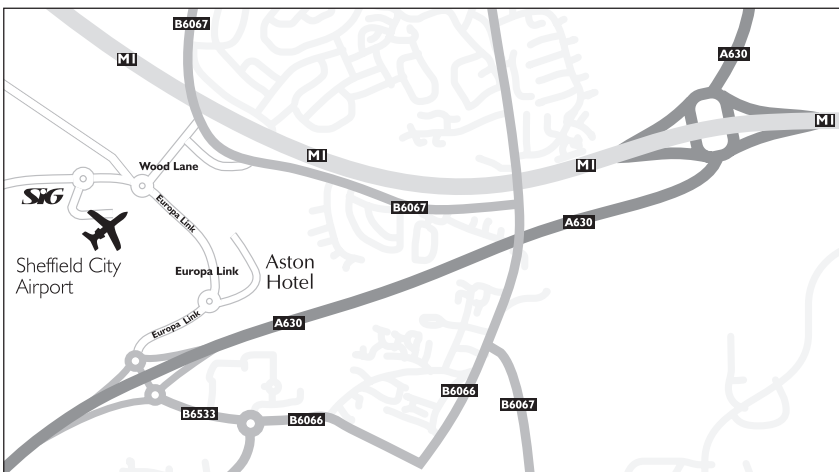 B6067
A630
M1
M1
M1
M1
Wood Lane
SIG
Europa Link
B6067
A630
Sheffield City
Airport
Europa Link
Aston
Hotel
Europa Link
A630
B6066
B6067
B6533
B6066